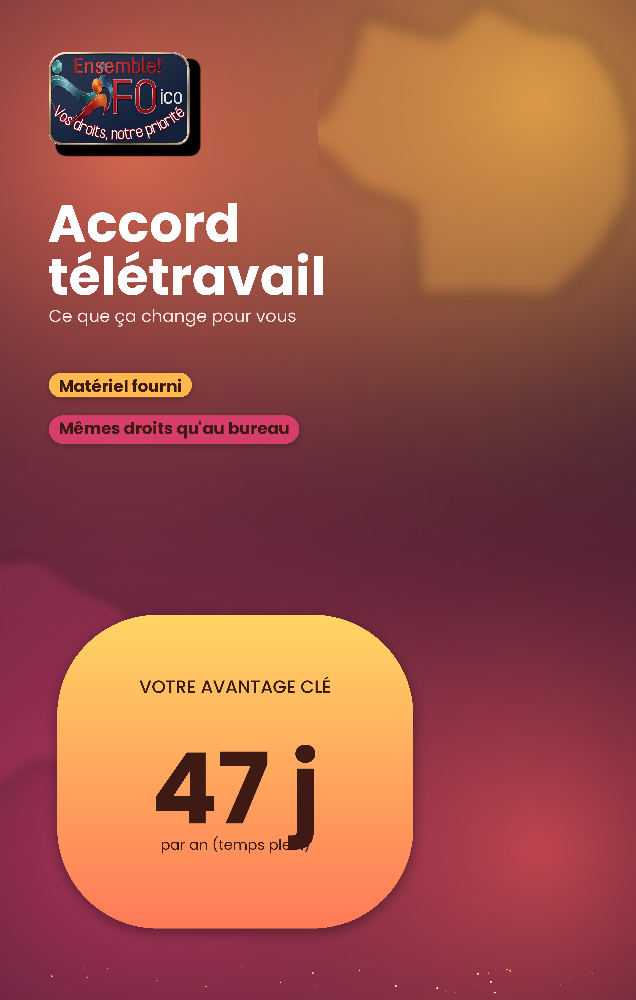 Ensemble!
FO ico
Vos droits, notre priorité
Accord
télétravail
Ce que ça change pour vous
Matériel fourni
Mêmes droits qu'au bureau
VOTRE AVANTAGE CLÉ
47 j
par an (temps